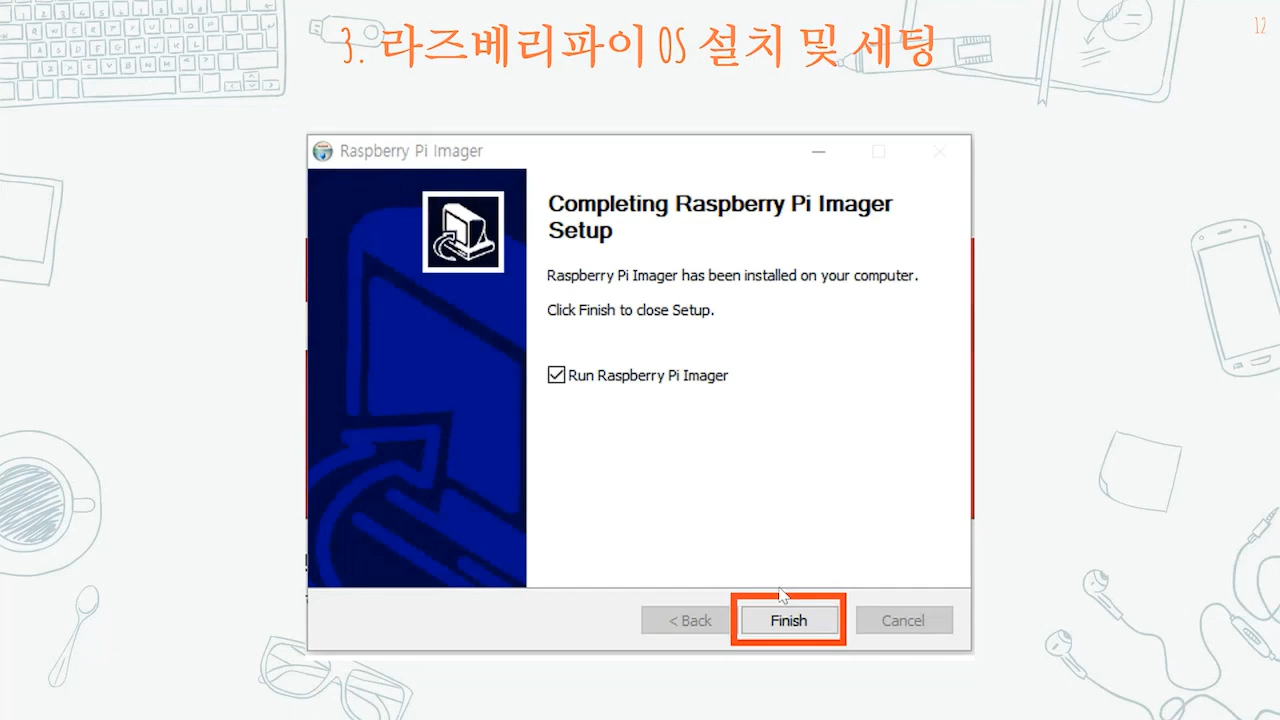 3. 라즈베리파이 OS 설치 및 세팅
12
Raspberry Pi Imager
Completing Raspberry Pi Imager
Setup
Raspberry Pi Imager has been installed on your computer.
Click Finish to close Setup.
Run Raspberry Pi Imager
< Back
Finish
Cancel